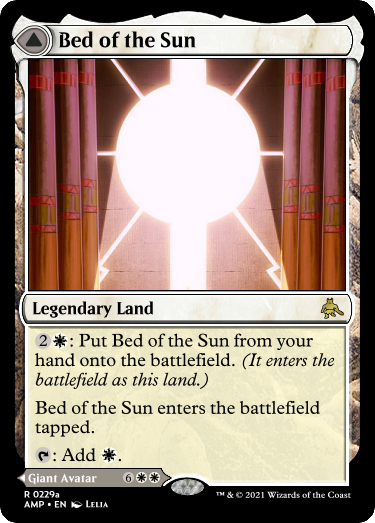 Bed of the Sun
Legendary Land
2 : Put Bed of the Sun from your
hand onto the battlefield. (It enters the
battlefield as this land.)
Bed of the Sun enters the battlefield
tapped.
: Add .
Giant Avatar 6
R 0229a
AMP • EN LELIA
™ & © 2021 Wizards of the Coast